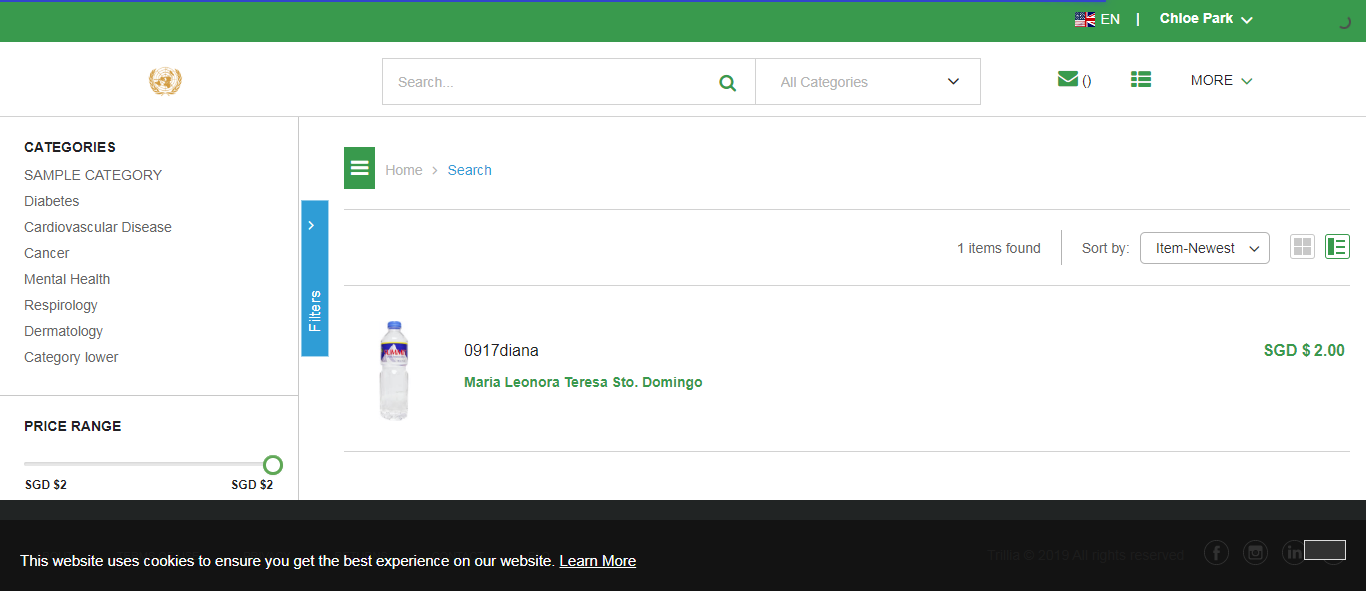 EN | Chloe Park
Search...
All Categories
()
MORE
CATEGORIES
SAMPLE CATEGORY
Diabetes
Cardiovascular Disease
Cancer
Mental Health
Respirology
Dermatology
Category lower
PRICE RANGE
SGD $2 SGD $2
Filters
Home > Search
1 items found
Sort by: Item-Newest
0917diana
SGD $ 2.00
Maria Leonora Teresa Sto. Domingo
© 2019 All rights reserved
This website uses cookies to ensure you get the best experience on our website. Learn More